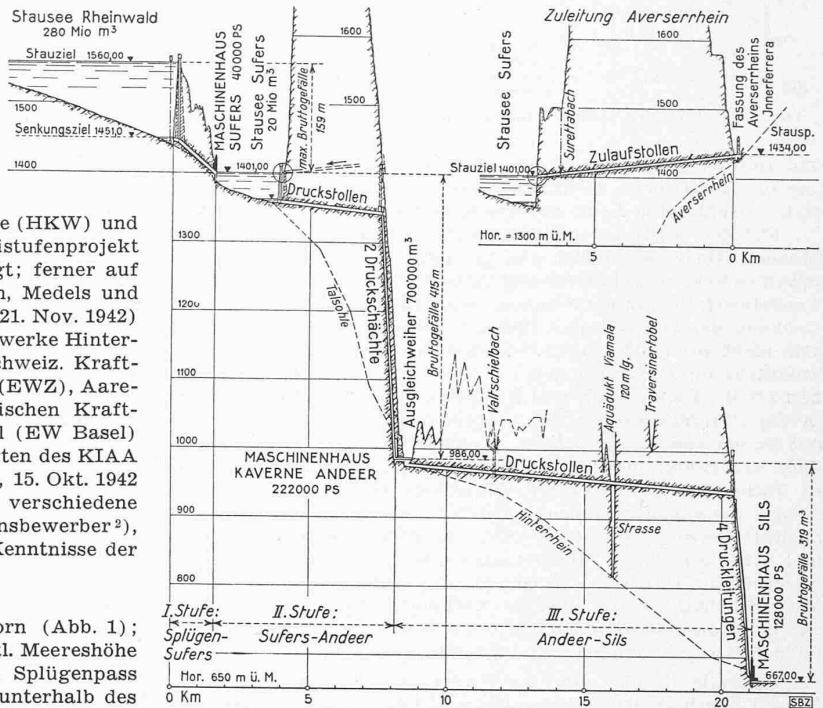 Stausee Rheinwald
280 Mio m³
Stauziel 1560,00
1500
Senkungsziel 1451,0
1400
MASCHINENHAUS
SUFERS 40000 PS
Stausee Sufers
20 Mio m³
max. Bruttogefälle
159 m
1600
1500
1401,00
Druckstollen
1300
1200
1100
1000
900
800
Talsohle
2 Druckschächte
Ausgleichweiher 700'000 m³
Bruttogefälle 415 m
Valtschielbach
986,00
Druckstollen
Aquädukt Viamala
120 m lg.
Traversinertobel
MASCHINENHAUS
KAVERNE ANDEER
222000 PS
Hinterrhein
Strasse
4 Druckleitungen
MASCHINENHAUS SILS
128000 PS
Bruttogefälle 319 m³
667,00
I. Stufe:
Splügen-
Sufers
II. Stufe:
Sufers-Andeer
III. Stufe:
Andeer-Sils
Hor. 650 m ü. M.
0 Km
5
10
15
20
SBZ
Zuleitung Averserrhein
Stausee Sufers
1600
1500
Surettabach
Zulaufstollen
Stauziel 1401,00
1400
Fassung des
Averserrheins
Jnnerferrera
Stausp.
1434,00
Averserrhein
Hor. = 1300 m ü. M.
5
0 Km
e (HKW) und
istufenprojekt
gt; ferner auf
n, Medels und
21. Nov. 1942)
werke Hinter-
chweiz. Kraft-
(EWZ), Aare-
ischen Kraft-
l (EW Basel)
ten des KIAA
, 15. Okt. 1942
verschiedene
nsbewerber²),
Kenntnisse der
orn (Abb. 1);
l. Meereshöhe
Splügenpass
unterhalb des